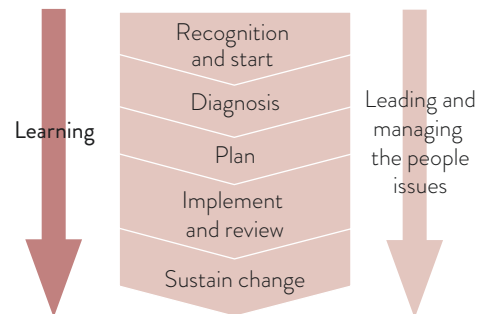 Learning
Recognition
and start
Diagnosis
Plan
Implement
and review
Sustain change
Leading and
managing
the people
issues